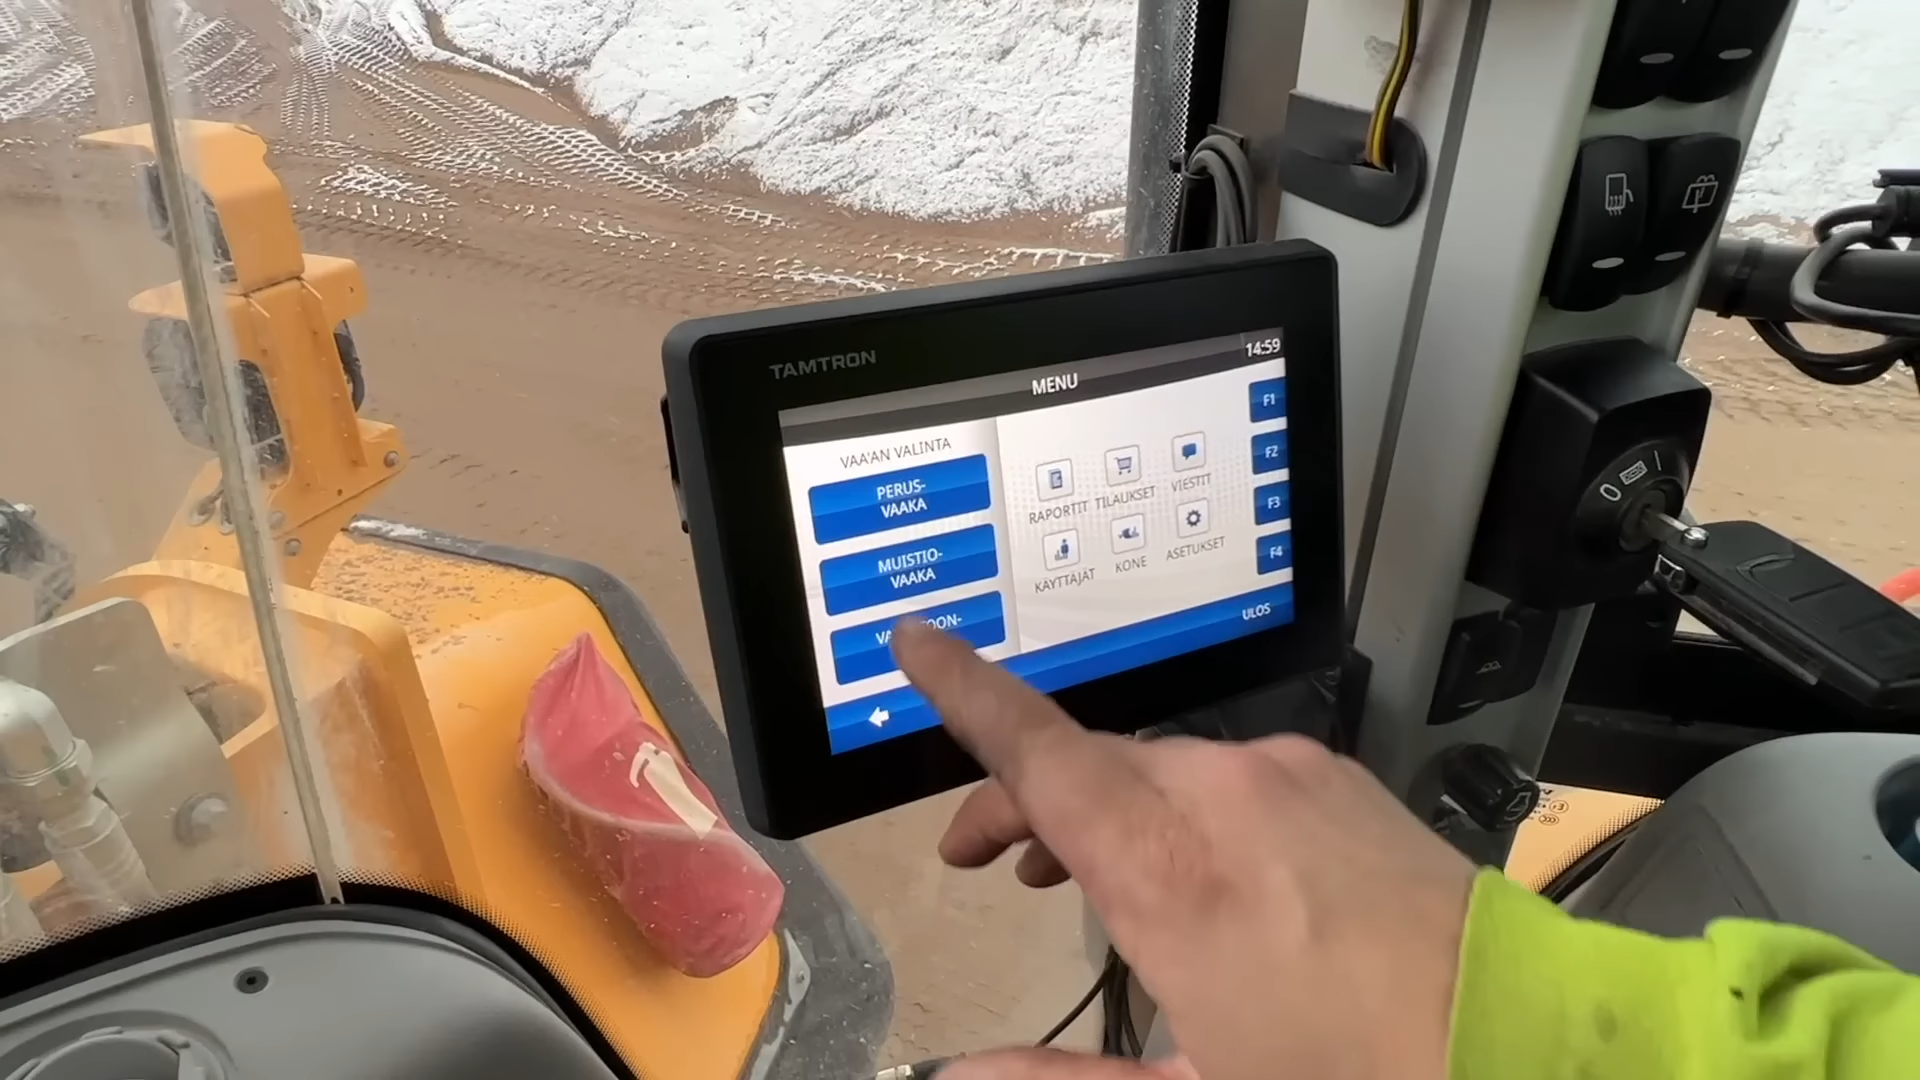 TAMTRON
14:59
MENU
VAA'AN VALINTA
PERUS-
VAAKA
MUISTIO-
VAAKA
RAPORTIT
TILAUKSET
VIESTIT
KÄYTTÄJÄT
KONE
ASETUKSET
F1
F2
F3
F4
ULOS